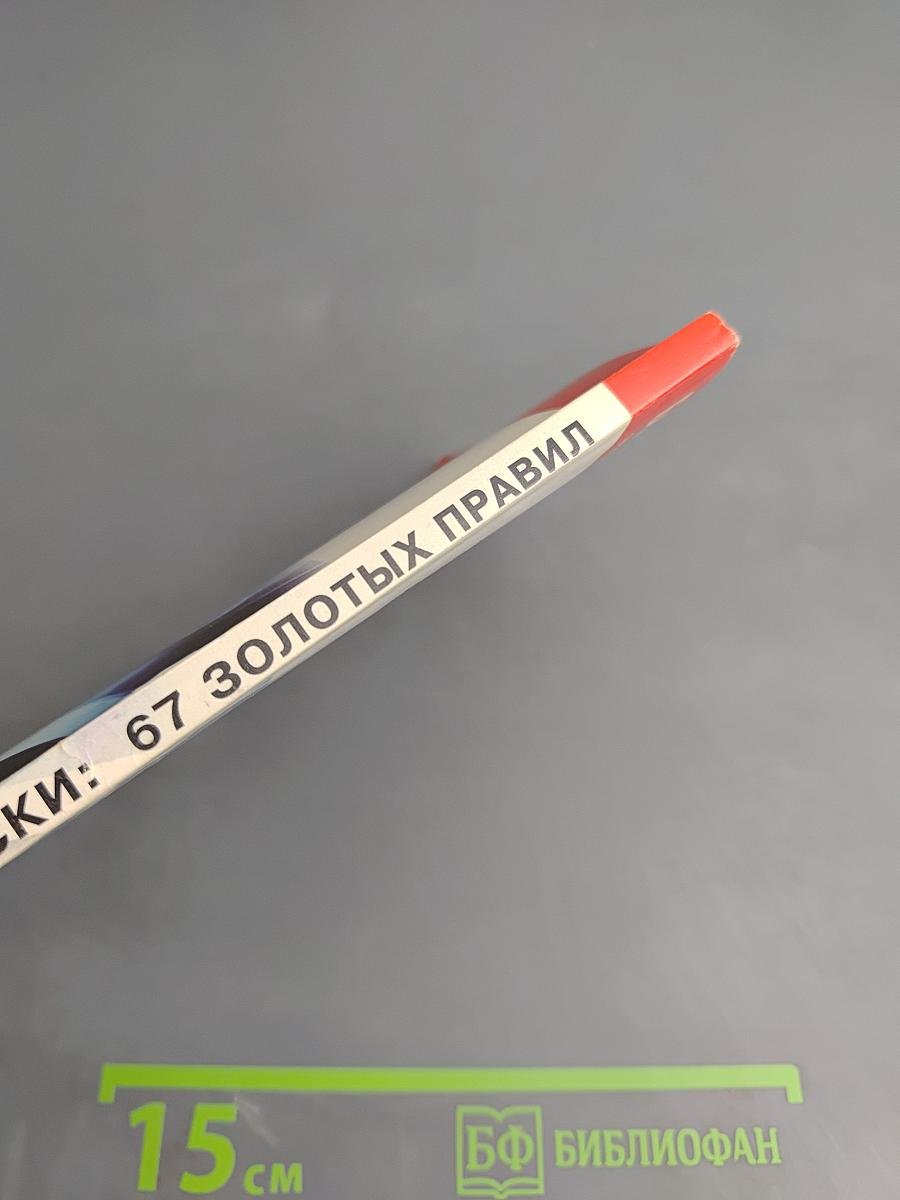 СКИ: 67 ЗОЛОТЫХ ПРАВИЛ
15 см
БФ БИБЛИОФАН